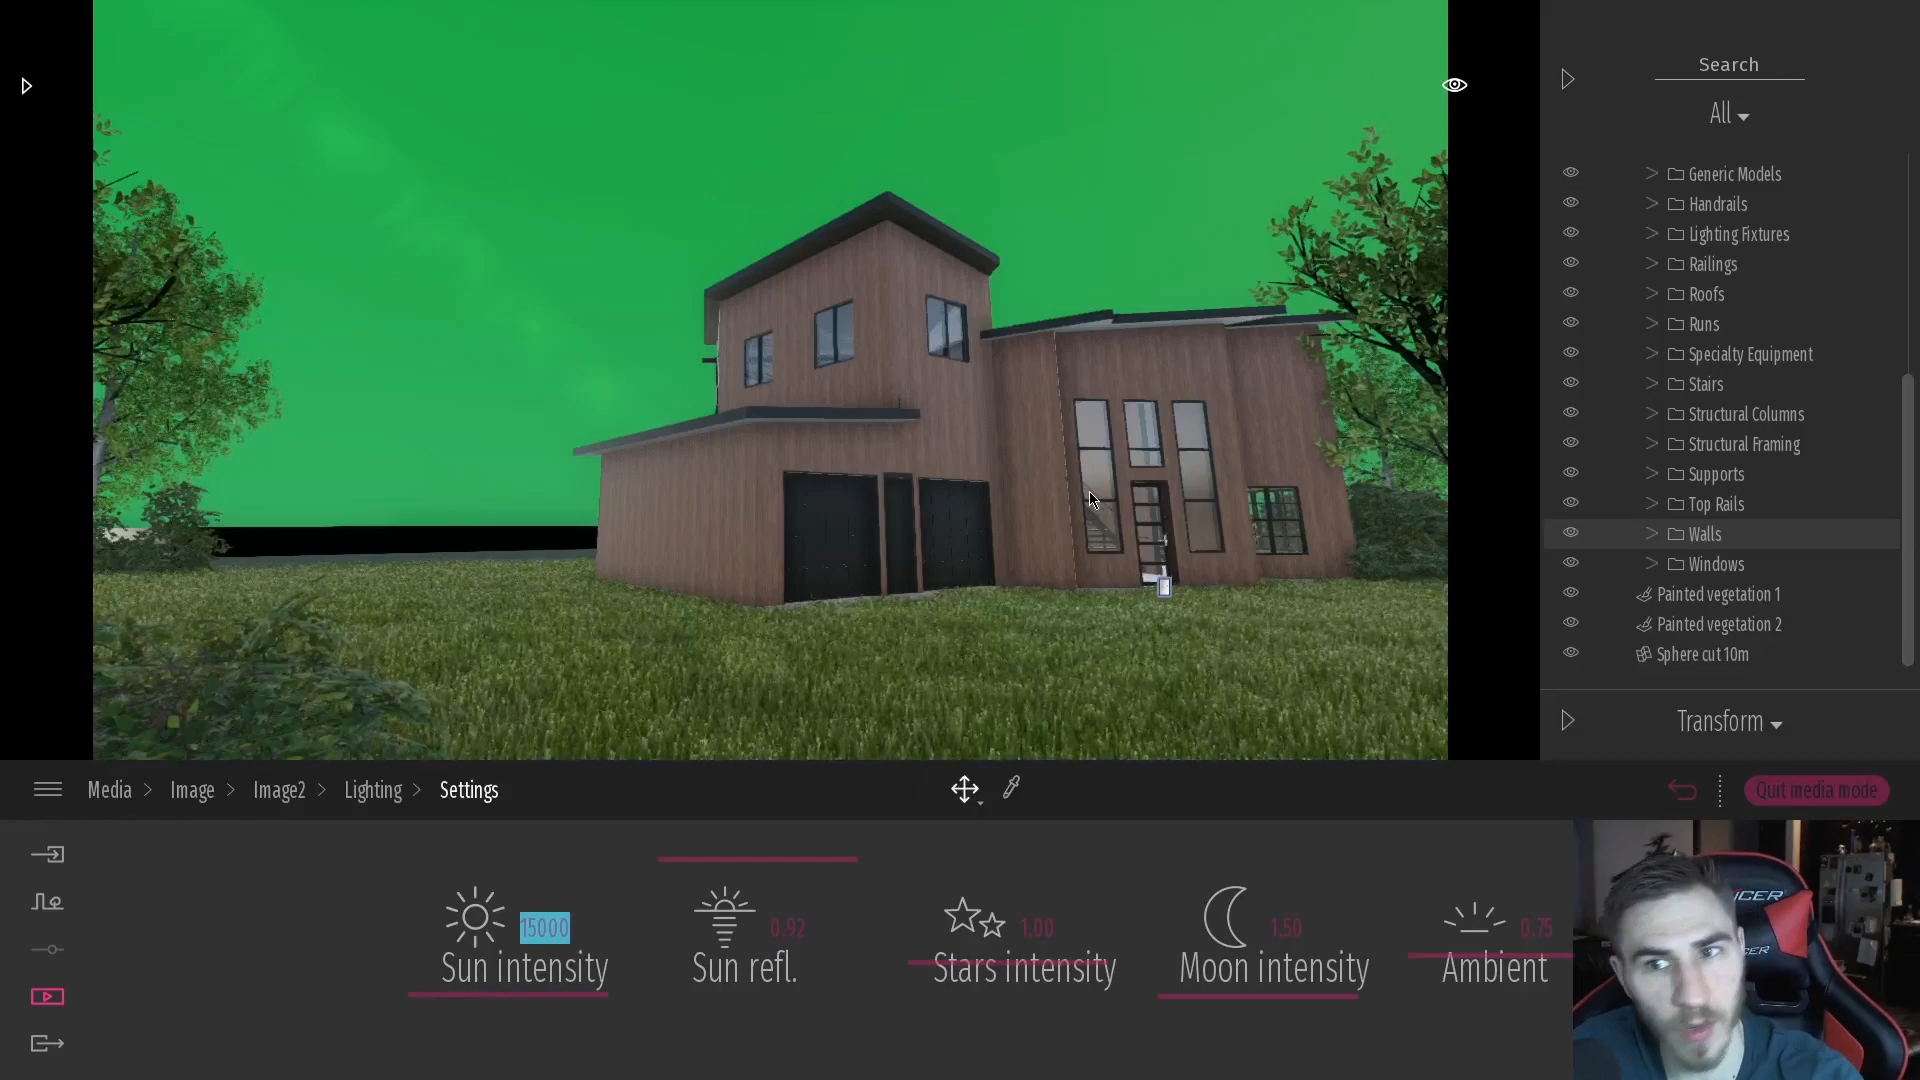 Search
All
Generic Models
Handrails
Lighting Fixtures
Railings
Roofs
Runs
Specialty Equipment
Stairs
Structural Columns
Structural Framing
Supports
Top Rails
Walls
Windows
Painted vegetation 1
Painted vegetation 2
Sphere cut 10m
Transform
Media > Image > Image2 > Lighting > Settings
Quit media mode
15000
Sun intensity
0.92
Sun refl.
1.00
Stars intensity
1.50
Moon intensity
0.75
Ambient